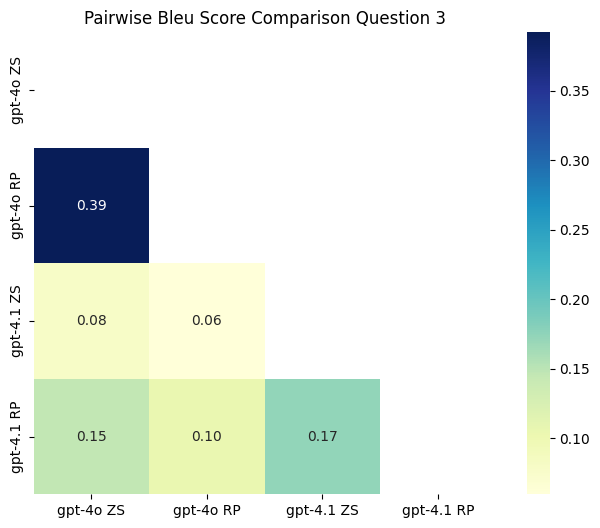 Pairwise Bleu Score Comparison Question 3
gpt-4o ZS
gpt-4o RP
0.39
gpt-4.1 ZS
0.08 0.06
gpt-4.1 RP
0.15 0.10 0.17
gpt-4o ZS gpt-4o RP gpt-4.1 ZS gpt-4.1 RP
0.35
0.30
0.25
0.20
0.15
0.10